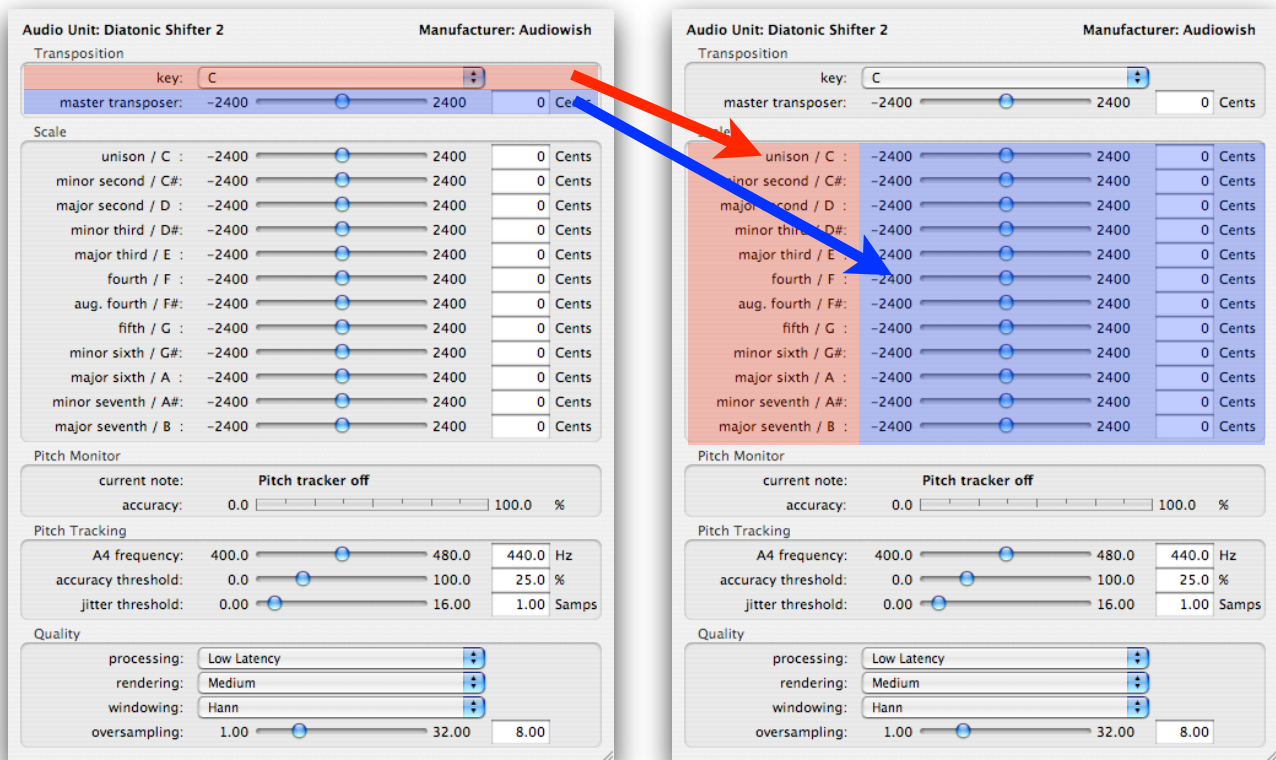 Audio Unit: Diatonic Shifter 2 Manufacturer: Audiowish
Transposition
key: C
master transposer: -2400 2400 0 Cents
Scale
unison / C : -2400 2400 0 Cents
minor second / C#: -2400 2400 0 Cents
major second / D : -2400 2400 0 Cents
minor third / D#: -2400 2400 0 Cents
major third / E : -2400 2400 0 Cents
fourth / F : -2400 2400 0 Cents
aug. fourth / F#: -2400 2400 0 Cents
fifth / G : -2400 2400 0 Cents
minor sixth / G#: -2400 2400 0 Cents
major sixth / A : -2400 2400 0 Cents
minor seventh / A#: -2400 2400 0 Cents
major seventh / B : -2400 2400 0 Cents
Pitch Monitor
current note: Pitch tracker off
accuracy: 0.0 100.0 %
Pitch Tracking
A4 frequency: 400.0 480.0 440.0 Hz
accuracy threshold: 0.0 100.0 25.0 %
jitter threshold: 0.00 16.00 1.00 Samps
Quality
processing: Low Latency
rendering: Medium
windowing: Hann
oversampling: 1.00 32.00 8.00
Audio Unit: Diatonic Shifter 2 Manufacturer: Audiowish
Transposition
key: C
master transposer: -2400 2400 0 Cents
Scale
unison / C : -2400 2400 0 Cents
minor second / C#: -2400 2400 0 Cents
major second / D : -2400 2400 0 Cents
minor third / D#: -2400 2400 0 Cents
major third / E : -2400 2400 0 Cents
fourth / F : -2400 2400 0 Cents
aug. fourth / F#: -2400 2400 0 Cents
fifth / G : -2400 2400 0 Cents
minor sixth / G#: -2400 2400 0 Cents
major sixth / A : -2400 2400 0 Cents
minor seventh / A#: -2400 2400 0 Cents
major seventh / B : -2400 2400 0 Cents
Pitch Monitor
current note: Pitch tracker off
accuracy: 0.0 100.0 %
Pitch Tracking
A4 frequency: 400.0 480.0 440.0 Hz
accuracy threshold: 0.0 100.0 25.0 %
jitter threshold: 0.00 16.00 1.00 Samps
Quality
processing: Low Latency
rendering: Medium
windowing: Hann
oversampling: 1.00 32.00 8.00